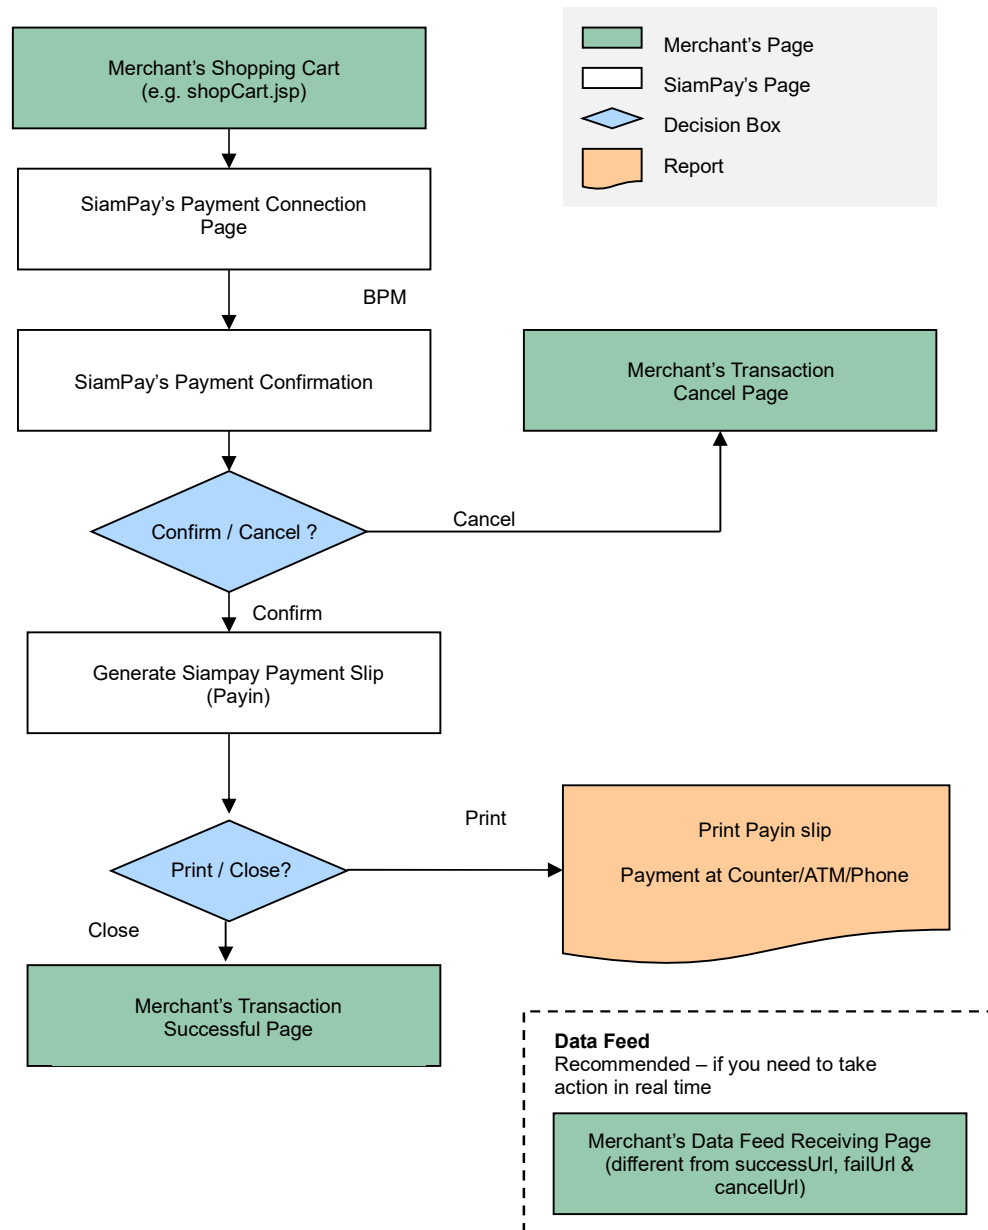 Merchant’s Shopping Cart
(e.g. shopCart.jsp)
Merchant’s Page
SiamPay’s Page
Decision Box
Report
SiamPay’s Payment Connection
Page
BPM
SiamPay’s Payment Confirmation
Merchant’s Transaction
Cancel Page
Confirm / Cancel ?
Cancel
Confirm
Generate Siampay Payment Slip
(Payin)
Print
Print / Close?
Print Payin slip
Payment at Counter/ATM/Phone
Close
Merchant’s Transaction
Successful Page
Data Feed
Recommended – if you need to take
action in real time
Merchant’s Data Feed Receiving Page
(different from successUrl, failUrl &
cancelUrl)